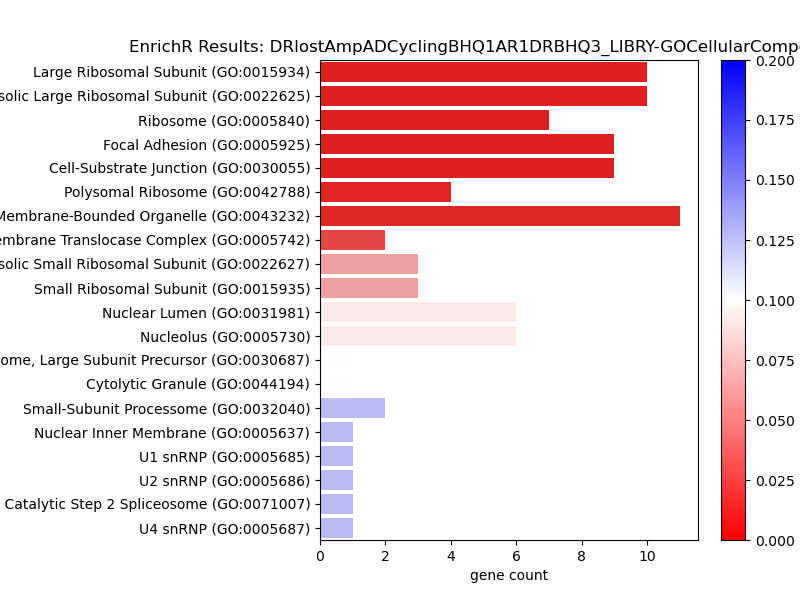 EnrichR Results: DRlostAmpADCyclingBHQ1AR1DRBHQ3_LIBRY-GOCellularCompo
Large Ribosomal Subunit (GO:0015934)
solic Large Ribosomal Subunit (GO:0022625)
Ribosome (GO:0005840)
Focal Adhesion (GO:0005925)
Cell-Substrate Junction (GO:0030055)
Polysomal Ribosome (GO:0042788)
Membrane-Bounded Organelle (GO:0043232)
embrane Translocase Complex (GO:0005742)
solic Small Ribosomal Subunit (GO:0022627)
Small Ribosomal Subunit (GO:0015935)
Nuclear Lumen (GO:0031981)
Nucleolus (GO:0005730)
ome, Large Subunit Precursor (GO:0030687)
Cytolytic Granule (GO:0044194)
Small-Subunit Processome (GO:0032040)
Nuclear Inner Membrane (GO:0005637)
U1 snRNP (GO:0005685)
U2 snRNP (GO:0005686)
Catalytic Step 2 Spliceosome (GO:0071007)
U4 snRNP (GO:0005687)
0 2 4 6 8 10
gene count
0.200
0.175
0.150
0.125
0.100
0.075
0.050
0.025
0.000